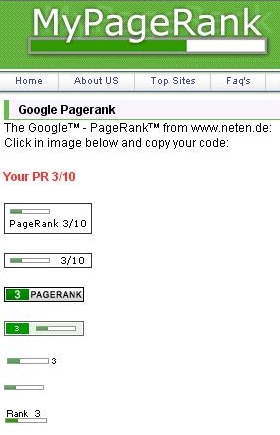 MyPageRank
Home About US Top Sites Faq's
Google Pagerank
The Google™ - PageRank™ from www.neten.de:
Click in image below and copy your code:
Your PR 3/10
PageRank 3/10
3/10
3 PAGERANK
3
3
Rank 3